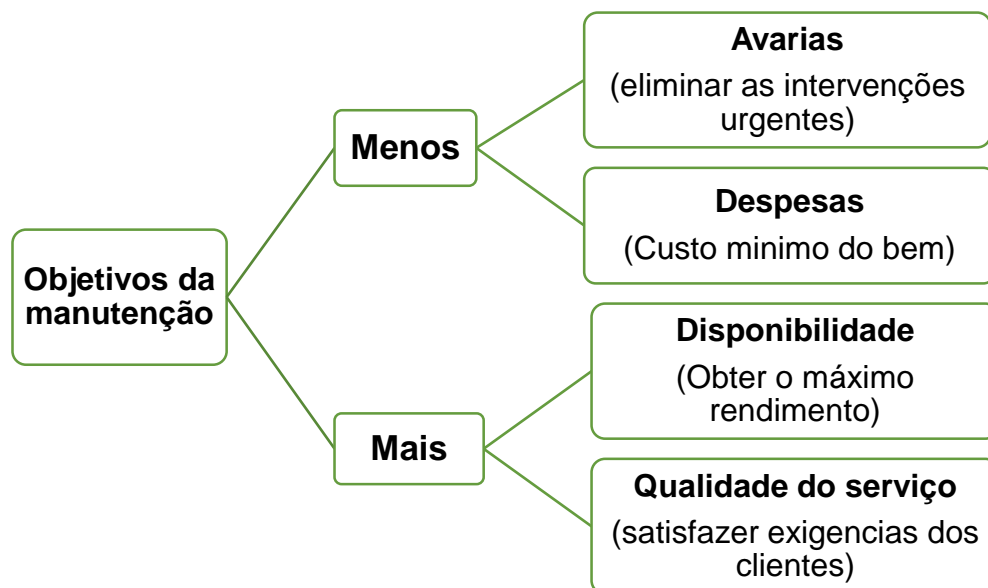 Objetivos da
manutenção
Menos
Avarias
(eliminar as intervenções
urgentes)
Despesas
(Custo minimo do bem)
Mais
Disponibilidade
(Obter o máximo
rendimento)
Qualidade do serviço
(satisfazer exigencias dos
clientes)